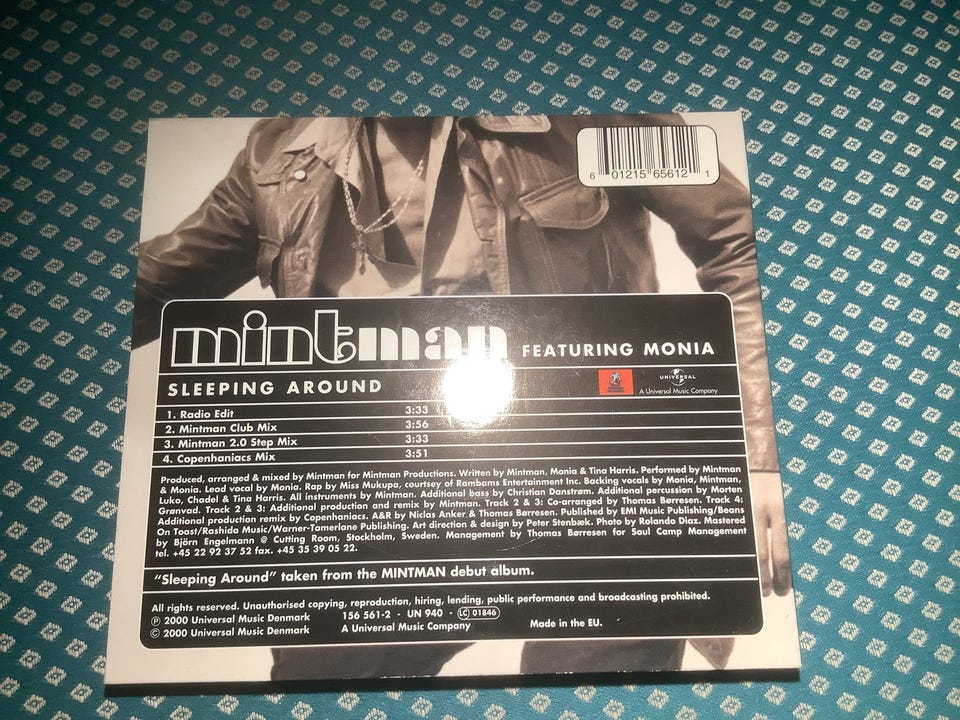 6 01215 65612 1
mintman FEATURING MONIA
SLEEPING AROUND
UNIVERSAL
A Universal Music Company
1. Radio Edit 3:33
2. Mintman Club Mix 3:56
3. Mintman 2.0 Step Mix 3:33
4. Copenhaniacs Mix 3:51
Produced, arranged & mixed by Mintman for Mintman Productions. Written by Mintman, Monia & Tina Harris. Performed by Mintman
& Monia. Lead vocal by Monia. Rap by Miss Mukupa, courtsey of Rambams Entertainment Inc. Backing vocals by Monia, Mintman,
Luko, Chadel & Tina Harris. All instruments by Mintman. Additional bass by Christian Danstrøm. Additional percussion by Morten
Grønvad. Track 2 & 3: Additional production and remix by Mintman. Track 2 & 3: Co-arranged by Thomas Børresen. Track 4:
Additional production remix by Copenhaniacs. A&R by Niclas Anker & Thomas Børresen. Published by EMI Music Publishing/Beans
On Toast/Rashida Music/Warner-Tamerlane Publishing. Art direction & design by Peter Stenbæk. Photo by Rolando Diaz. Mastered
by Björn Engelmann @ Cutting Room, Stockholm, Sweden. Management by Thomas Børresen for Soul Camp Management
tel. +45 22 92 37 52 fax. +45 35 39 05 22.
"Sleeping Around" taken from the MINTMAN debut album.
All rights reserved. Unauthorised copying, reproduction, hiring, lending, public performance and broadcasting prohibited.
℗ 2000 Universal Music Denmark 156 561-2 · UN 940 · LC 01846
© 2000 Universal Music Denmark A Universal Music Company Made in the EU.